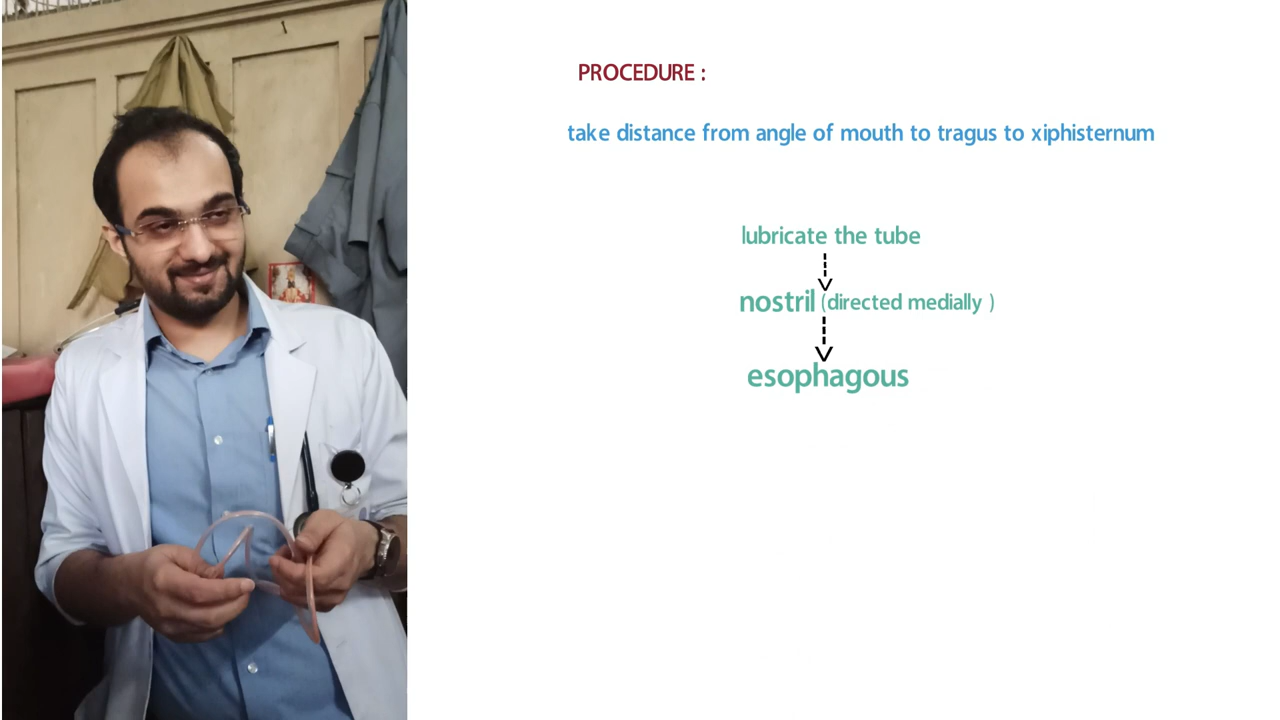 PROCEDURE :
take distance from angle of mouth to tragus to xiphisternum
lubricate the tube
nostril (directed medially )
esophagous